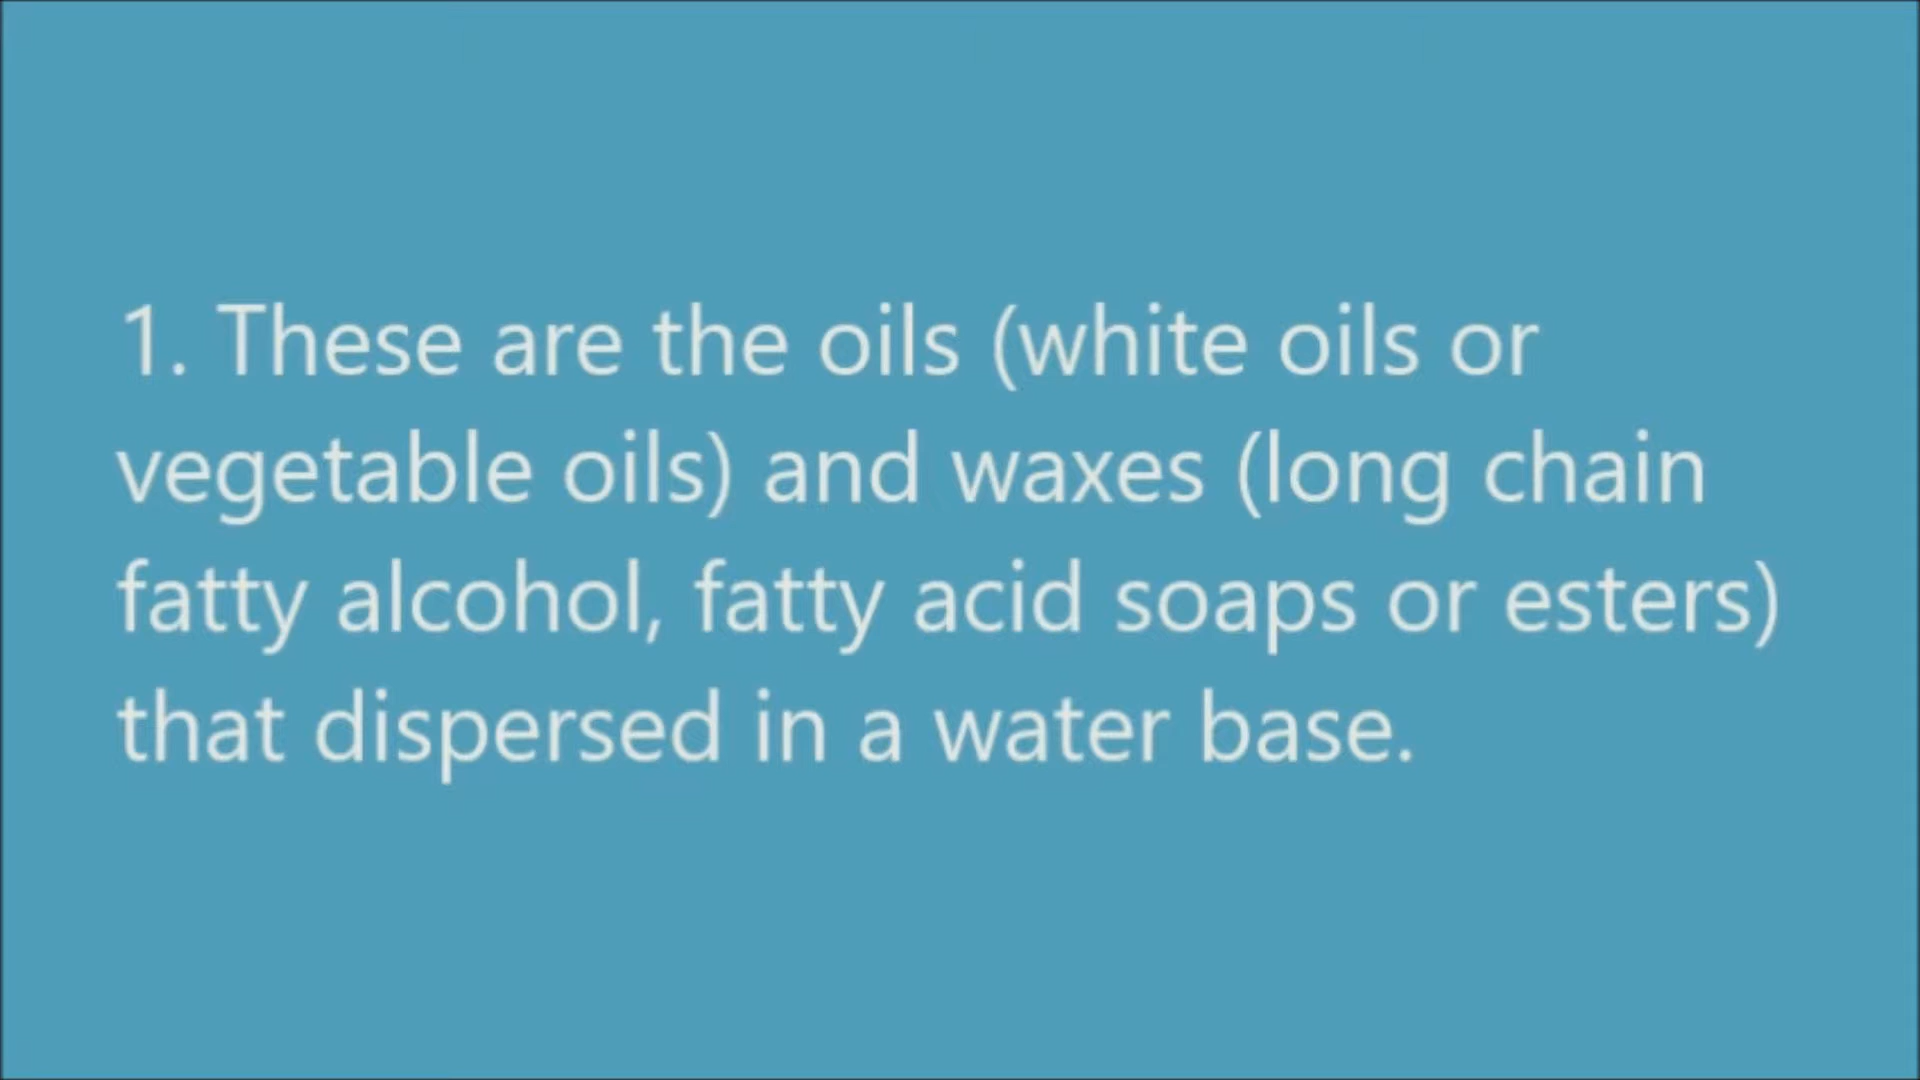 1. These are the oils (white oils or
vegetable oils) and waxes (long chain
fatty alcohol, fatty acid soaps or esters)
that dispersed in a water base.